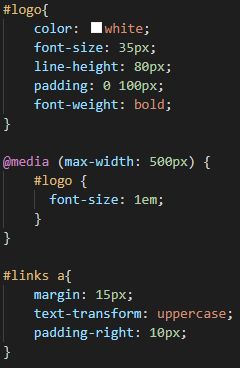 #logo{
color: white;
font-size: 35px;
line-height: 80px;
padding: 0 100px;
font-weight: bold;
}
@media (max-width: 500px) {
#logo {
font-size: 1em;
}
}
#links a{
margin: 15px;
text-transform: uppercase;
padding-right: 10px;
}